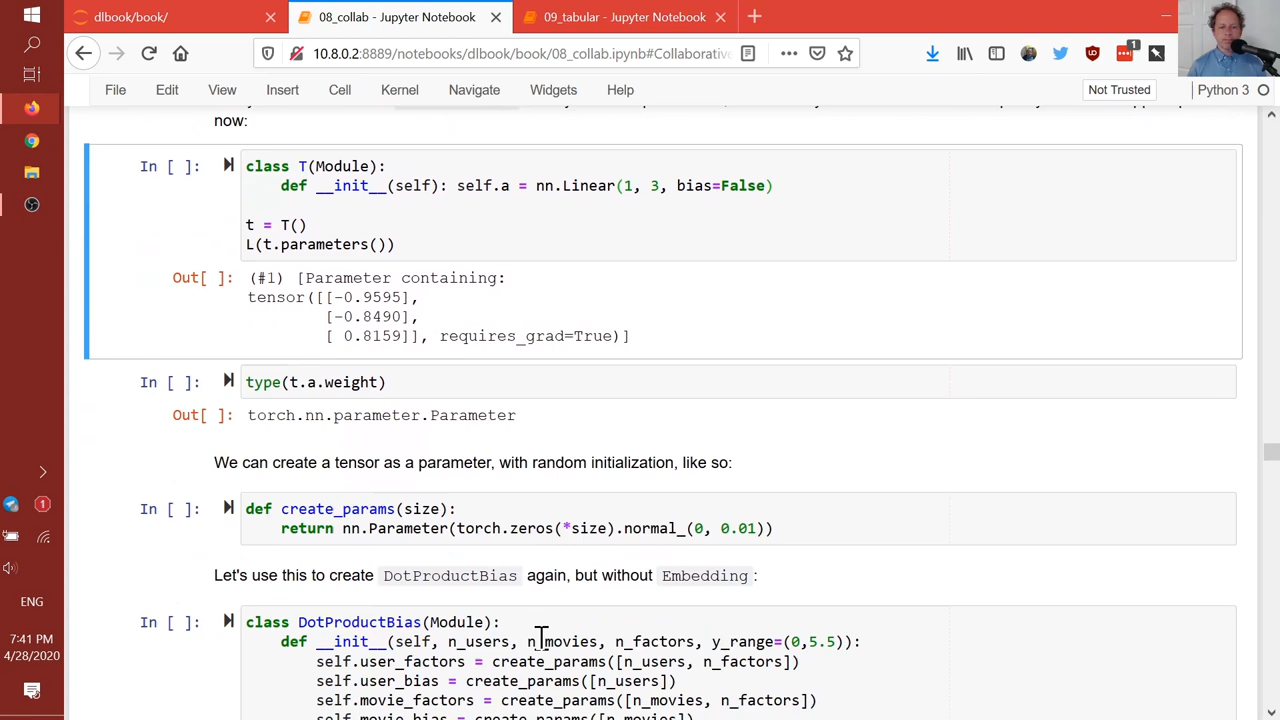 dlbook/book/
08_collab - Jupyter Notebook
09_tabular - Jupyter Notebook
10.8.0.2:8889/notebooks/dlbook/book/08_collab.ipynb#Collaborativ
1
File Edit View Insert Cell Kernel Navigate Widgets Help
Not Trusted
Python 3
now:
In [ ]: class T(Module):
def __init__(self): self.a = nn.Linear(1, 3, bias=False)
t = T()
L(t.parameters())
Out[ ]: (#1) [Parameter containing:
tensor([[-0.9595],
[-0.8490],
[ 0.8159]], requires_grad=True)]
In [ ]: type(t.a.weight)
Out[ ]: torch.nn.parameter.Parameter
We can create a tensor as a parameter, with random initialization, like so:
In [ ]: def create_params(size):
return nn.Parameter(torch.zeros(*size).normal_(0, 0.01))
Let's use this to create DotProductBias again, but without Embedding:
In [ ]: class DotProductBias(Module):
def __init__(self, n_users, n_movies, n_factors, y_range=(0,5.5)):
self.user_factors = create_params([n_users, n_factors])
self.user_bias = create_params([n_users])
self.movie_factors = create_params([n_movies, n_factors])
self.movie_bias = create_params([n_movies])
1
ENG
7:41 PM
4/28/2020